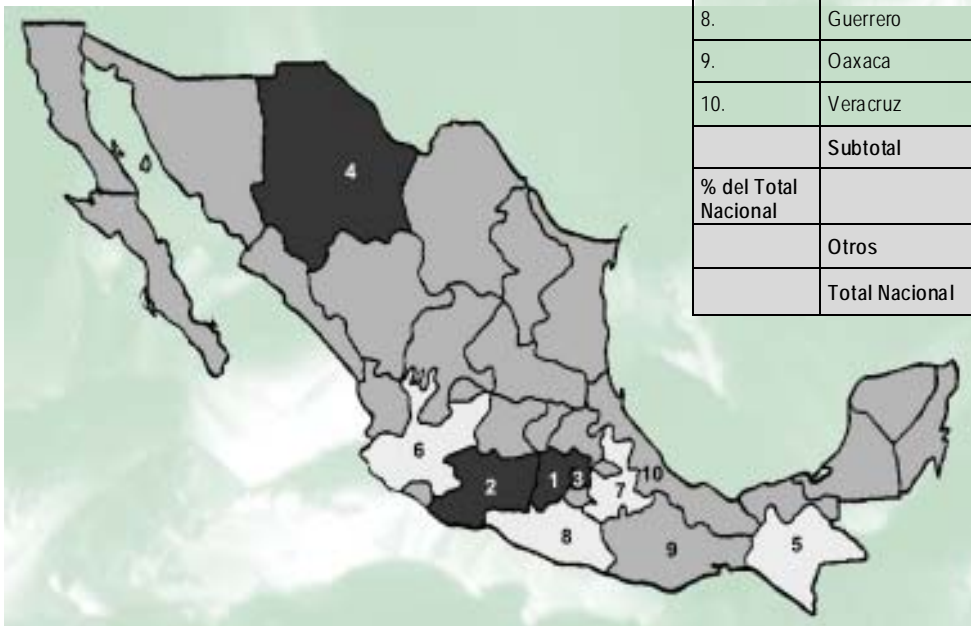 8. Guerrero
9. Oaxaca
10. Veracruz
Subtotal
% del Total
Nacional
Otros
Total Nacional
4
6
2
1
3
7
10
8
9
5